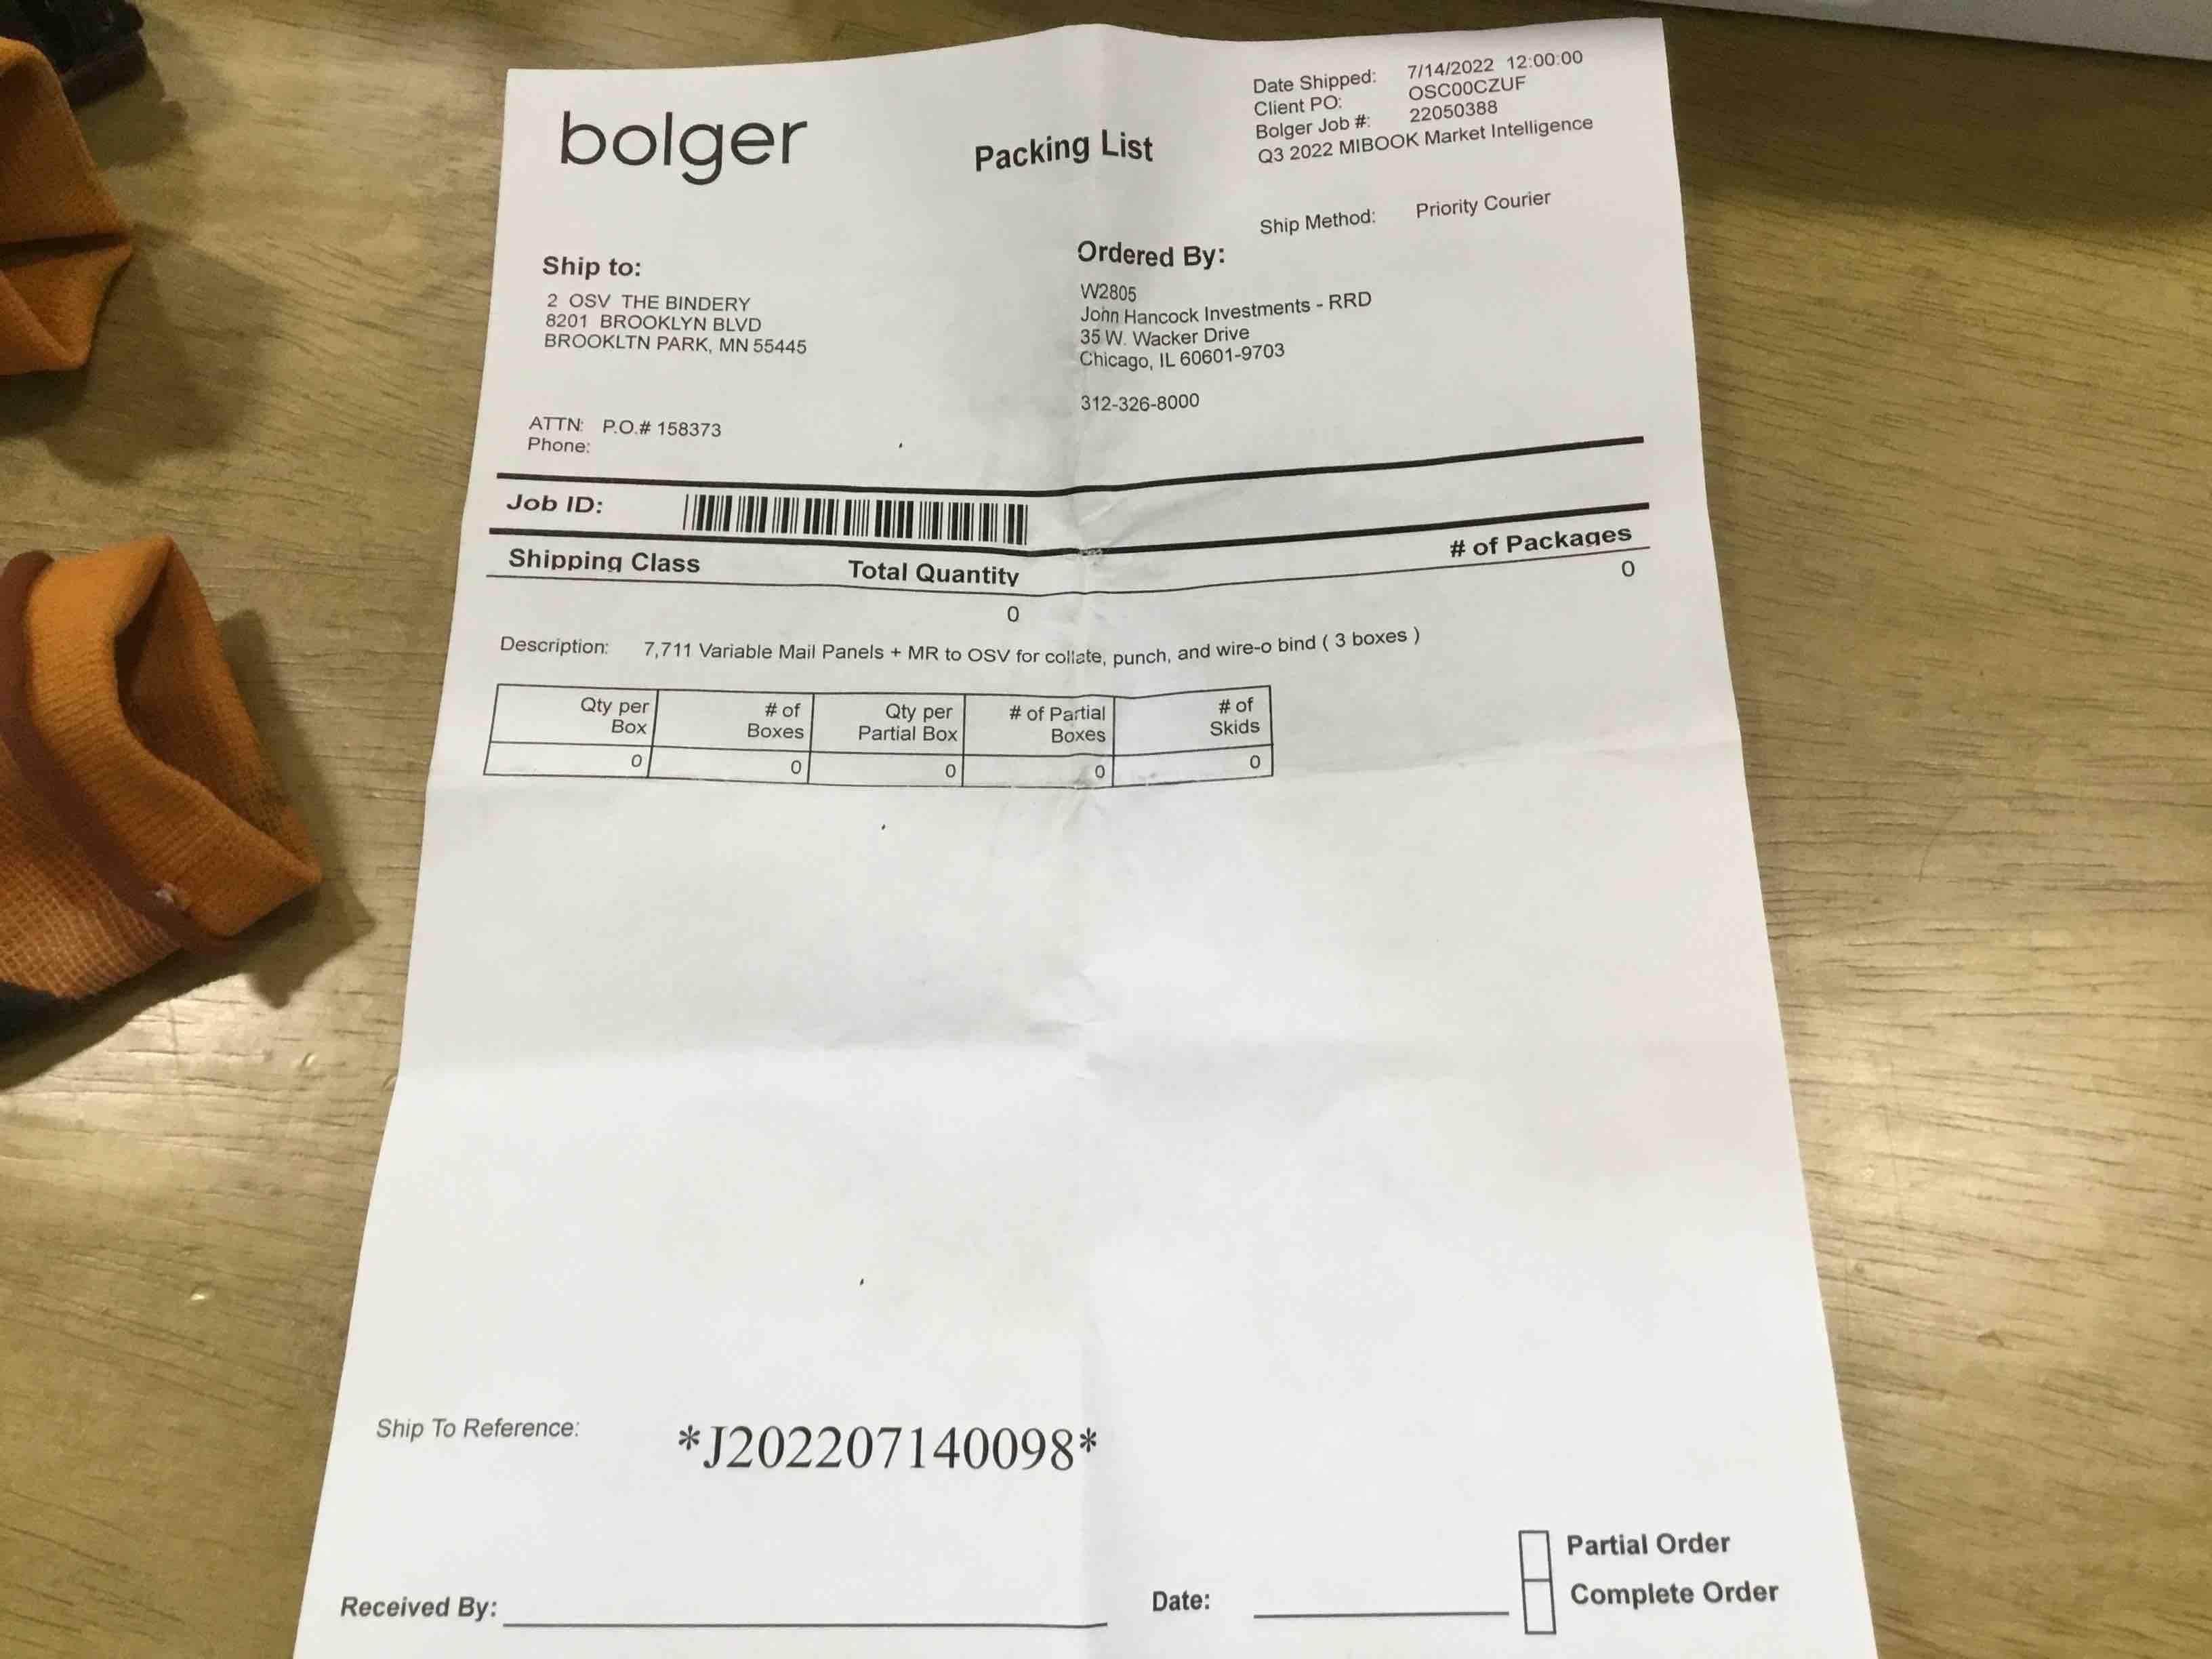 bolger
Packing List
Date Shipped: 7/14/2022 12:00:00
Client PO: OSC00CZUF
Bolger Job #: 22050388
Q3 2022 MIBOOK Market Intelligence
Ship Method: Priority Courier
Ship to:
2 OSV THE BINDERY
8201 BROOKLYN BLVD
BROOKLTN PARK, MN 55445
ATTN: P.O.# 158373
Phone:
Ordered By:
W2805
John Hancock Investments - RRD
35 W. Wacker Drive
Chicago, IL 60601-9703
312-326-8000
Job ID:
Shipping Class Total Quantity # of Packages
0 0
Description: 7,711 Variable Mail Panels + MR to OSV for collate, punch, and wire-o bind ( 3 boxes )
Qty per Box # of Boxes Qty per Partial Box # of Partial Boxes # of Skids
0 0 0 0 0
Ship To Reference: *J202207140098*
Partial Order
Complete Order
Received By: Date: